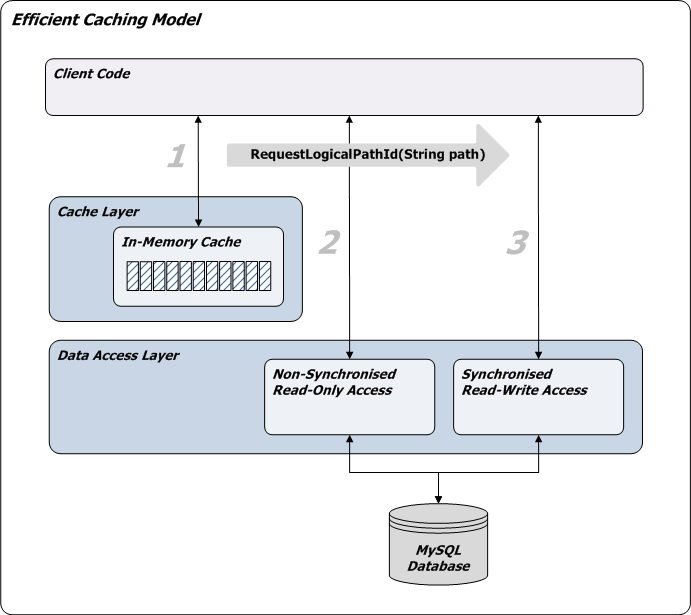 Efficient Caching Model
Client Code
1
RequestLogicalPathId(String path)
Cache Layer
In-Memory Cache
2
3
Data Access Layer
Non-Synchronised
Read-Only Access
Synchronised
Read-Write Access
MySQL
Database